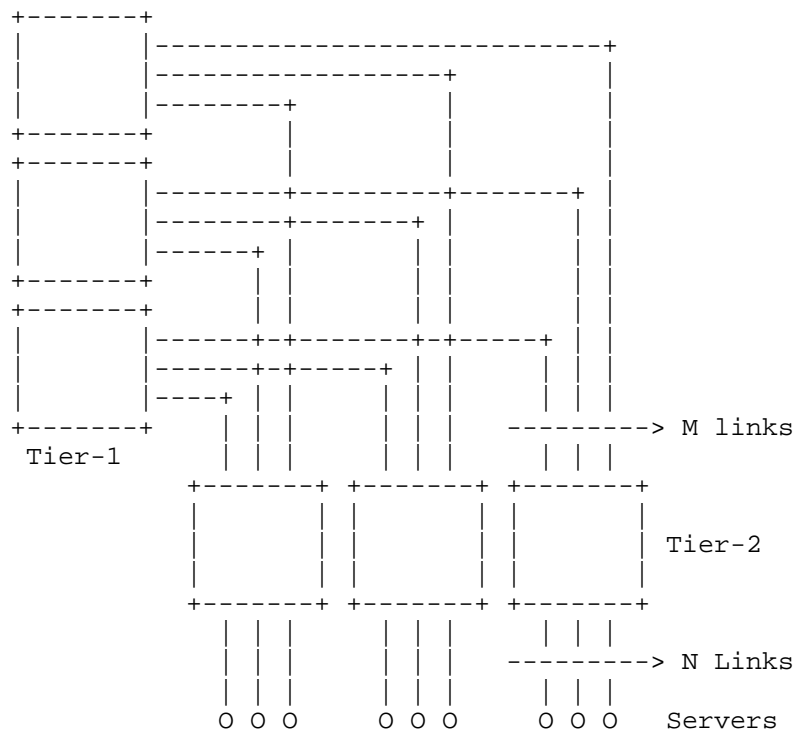 M links
Tier-1
Tier-2
N Links
O O O O O O O O O Servers